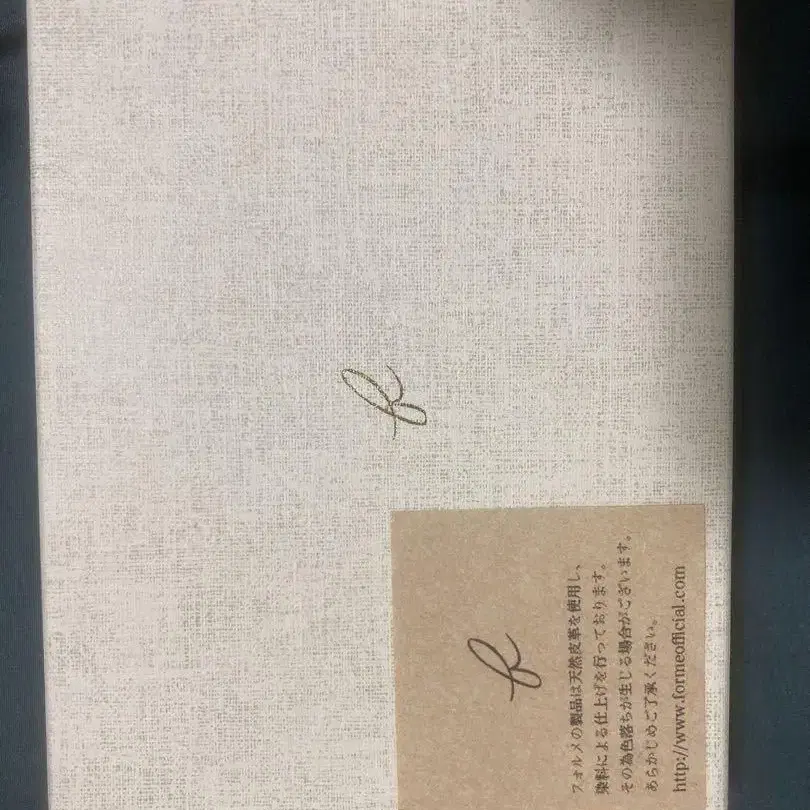 フォルメの製品は天然皮革を使用し、
染料による仕上げを行っております。
その為色落ちが生じる場合がございます。
あらかじめご了承ください。
http://www.formeofficial.com